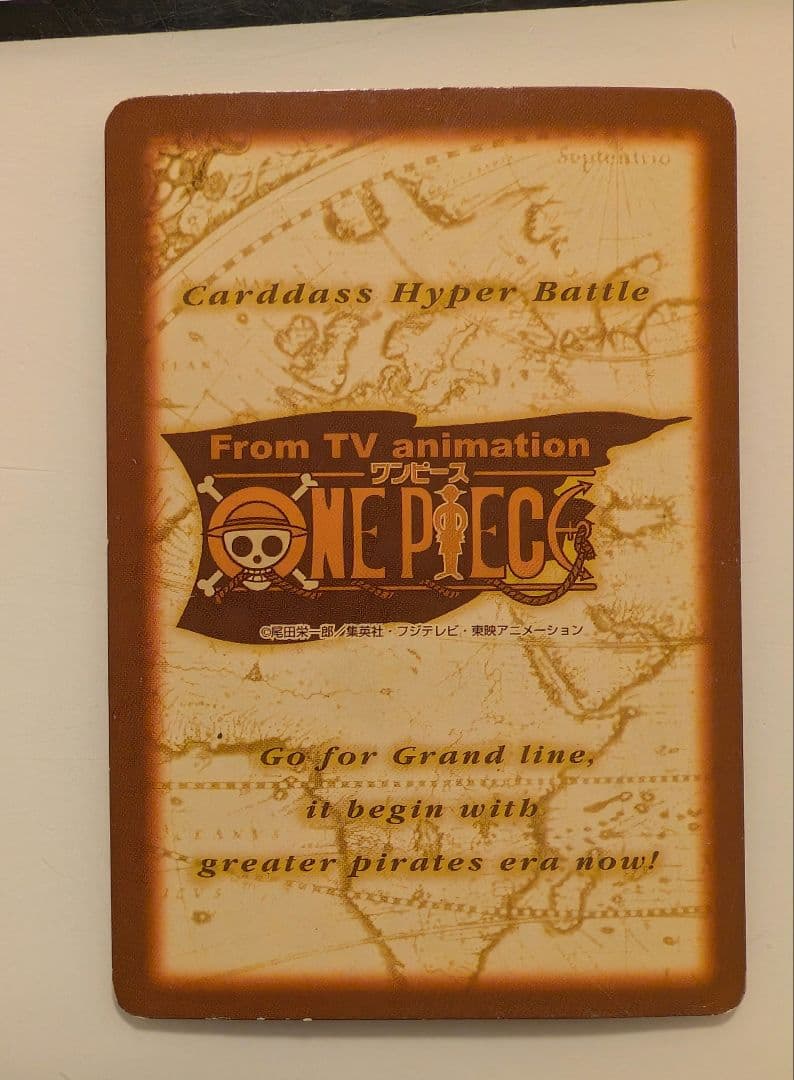 Septentrio
Carddass Hyper Battle
From TV animation
ワンピース
ONE PIECE
©尾田栄一郎／集英社・フジテレビ・東映アニメーション
Go for Grand line,
it begin with
OCEANVS
greater pirates era now!